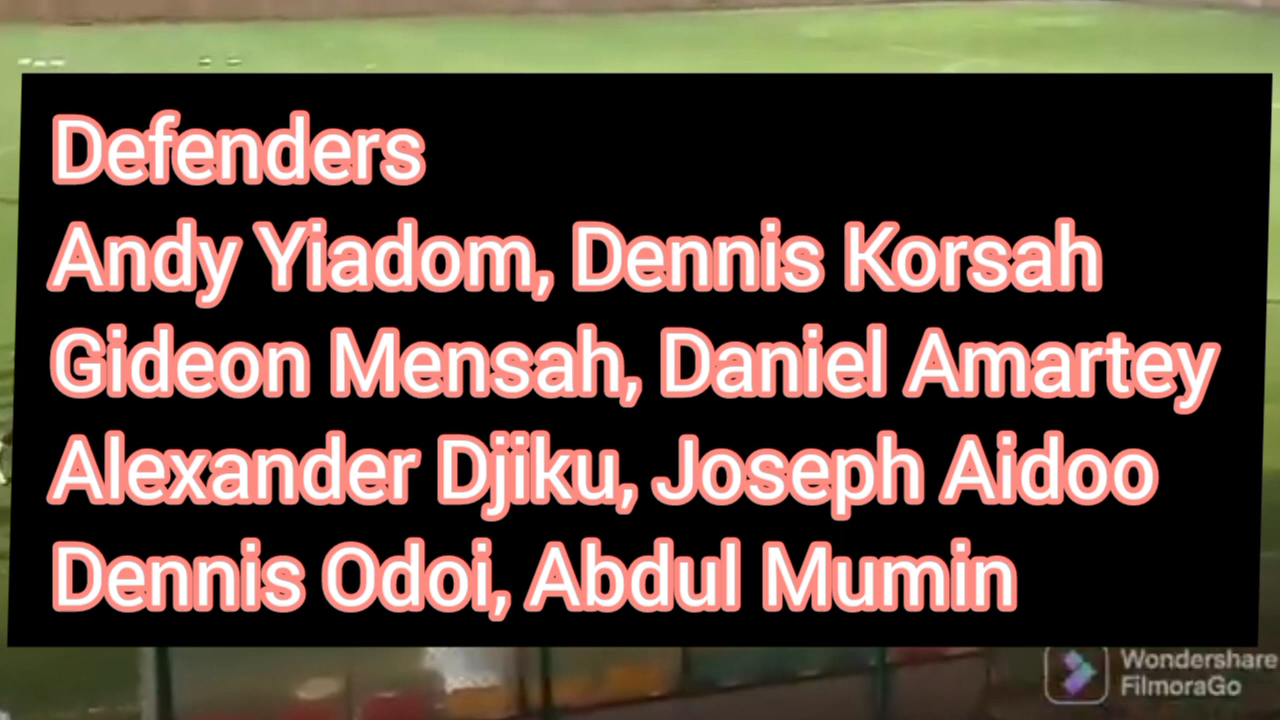 Defenders
Andy Yiadom, Dennis Korsah
Gideon Mensah, Daniel Amartey
Alexander Djiku, Joseph Aidoo
Dennis Odoi, Abdul Mumin
Wondershare
FilmoraGo